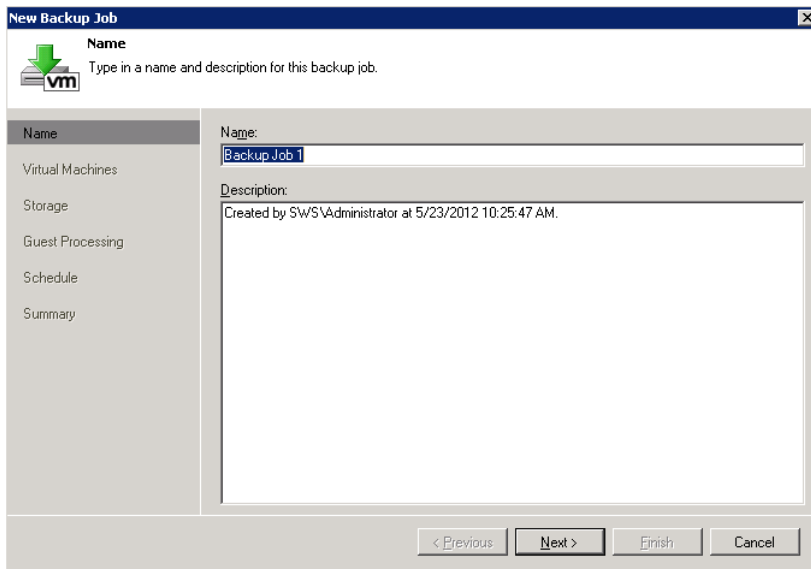 New Backup Job
Name
Type in a name and description for this backup job.
vm
Name
Virtual Machines
Storage
Guest Processing
Schedule
Summary
Name:
Backup Job 1
Description:
Created by SWS\Administrator at 5/23/2012 10:25:47 AM.
< Previous
Next >
Finish
Cancel